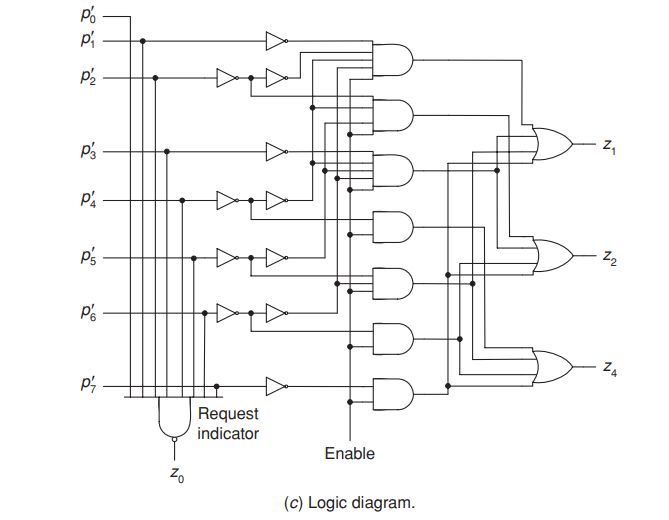 p′₀
p′₁
p′₂
p′₃
z₁
p′₄
p′₅
z₂
p′₆
z₄
p′₇
Request
indicator
Enable
z₀
(c) Logic diagram.